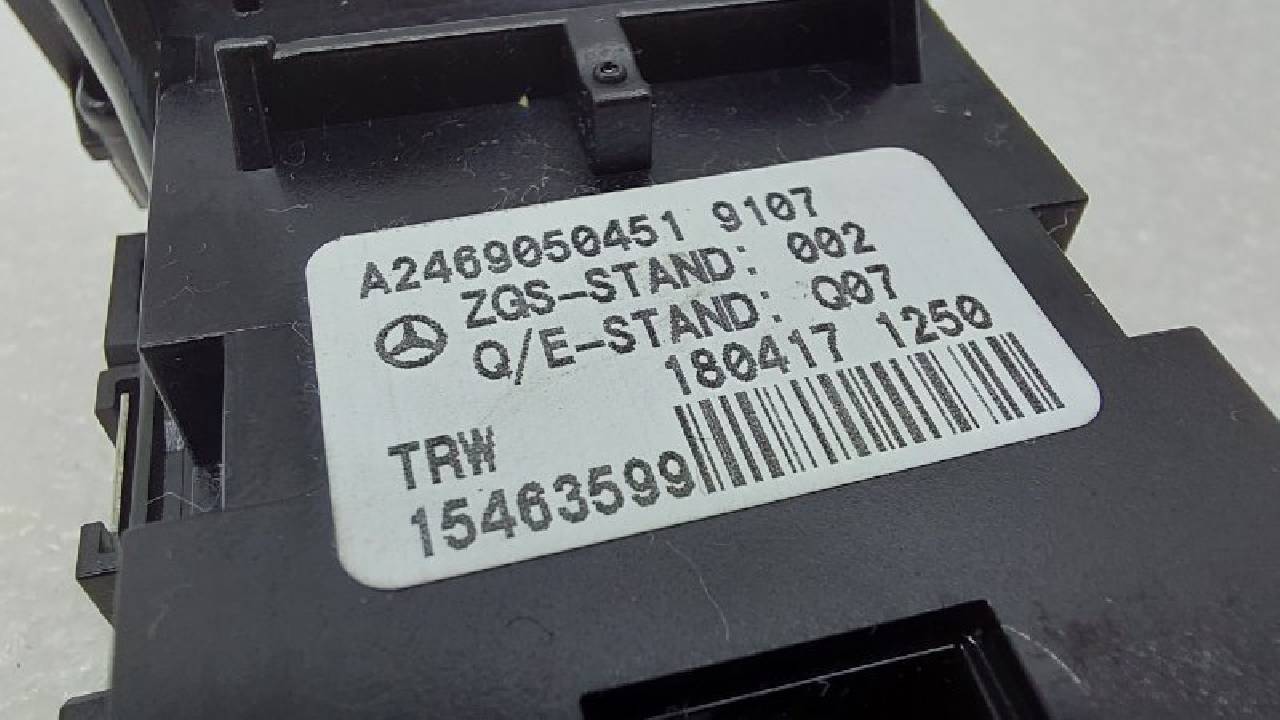 A2469050451 9107
ZGS-STAND: 002
Q/E-STAND: Q07
180417 1250
TRW
15463599